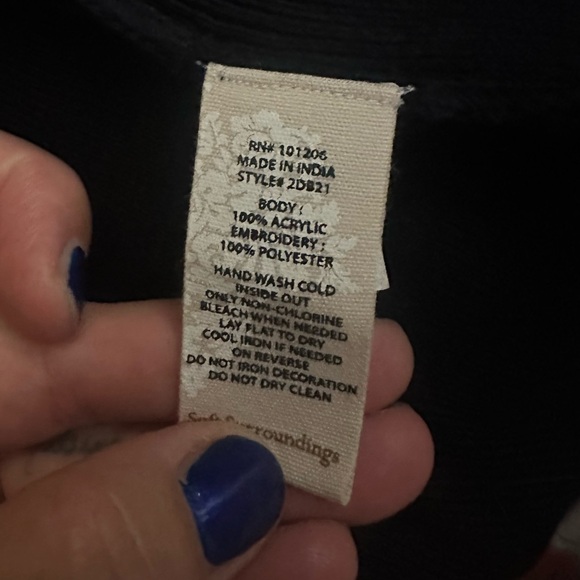 RN# 101206
MADE IN INDIA
STYLE# 2DB21
BODY :
100% ACRYLIC
EMBROIDERY :
100% POLYESTER
HAND WASH COLD
INSIDE OUT
ONLY NON-CHLORINE
BLEACH WHEN NEEDED
LAY FLAT TO DRY
COOL IRON IF NEEDED
ON REVERSE
DO NOT IRON DECORATION
DO NOT DRY CLEAN
Soft Surroundings